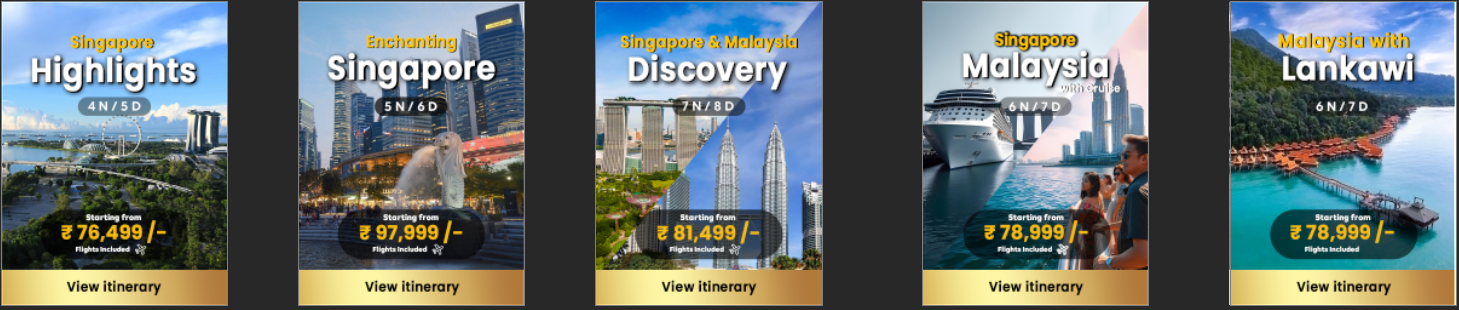 Singapore
Highlights
4N/5D
Starting from
₹ 76,499/-
Flights Included
View itinerary
Enchanting
Singapore
5N/6D
Starting from
₹ 97,999/-
Flights Included
View itinerary
Singapore & Malaysia
Discovery
7N/8D
Starting from
₹ 81,499/-
Flights Included
View itinerary
Singapore
Malaysia
with Cruise
6N/7D
Starting from
₹ 78,999/-
Flights Included
View itinerary
Malaysia with
Lankawi
6N/7D
Starting from
₹ 78,999/-
Flights Included
View itinerary